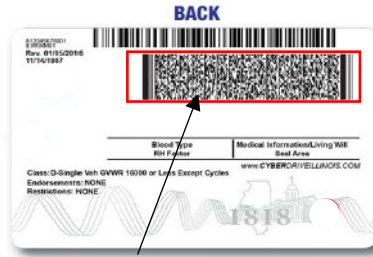 BACK
Rev. 01/15/2016
11/14/1987
Blood Type
RH Factor
Medical Information/Living Will
Seal Area
www.CYBERDRIVEILLINOIS.COM
Class: D-Single Veh GVWR 16000 or Less Except Cycles
Endorsements: NONE
Restrictions: NONE
1818